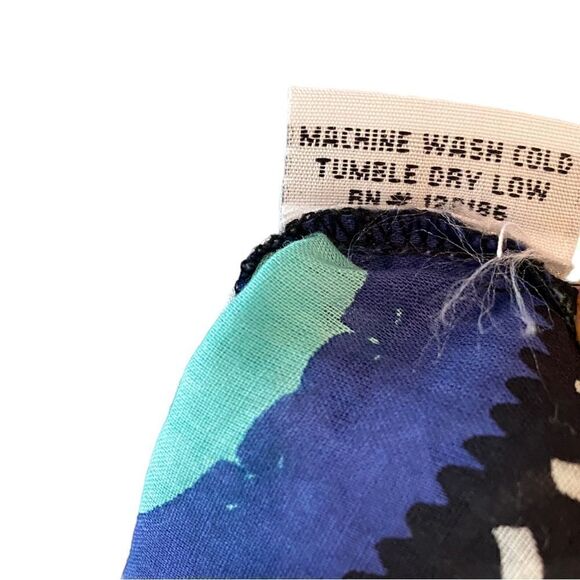 MACHINE WASH COLD
TUMBLE DRY LOW
RN #